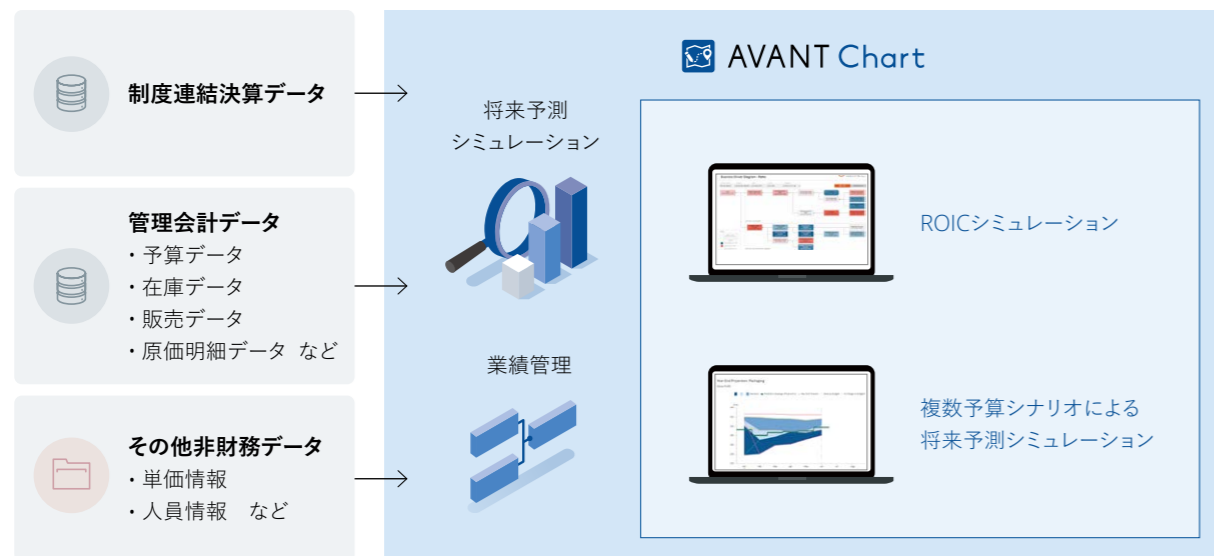 制度連結決算データ
管理会計データ
・予算データ
・在庫データ
・販売データ
・原価明細データ など
その他非財務データ
・単価情報
・人員情報 など
AVANT Chart
将来予測
シミュレーション
業績管理
ROICシミュレーション
複数予算シナリオによる
将来予測シミュレーション